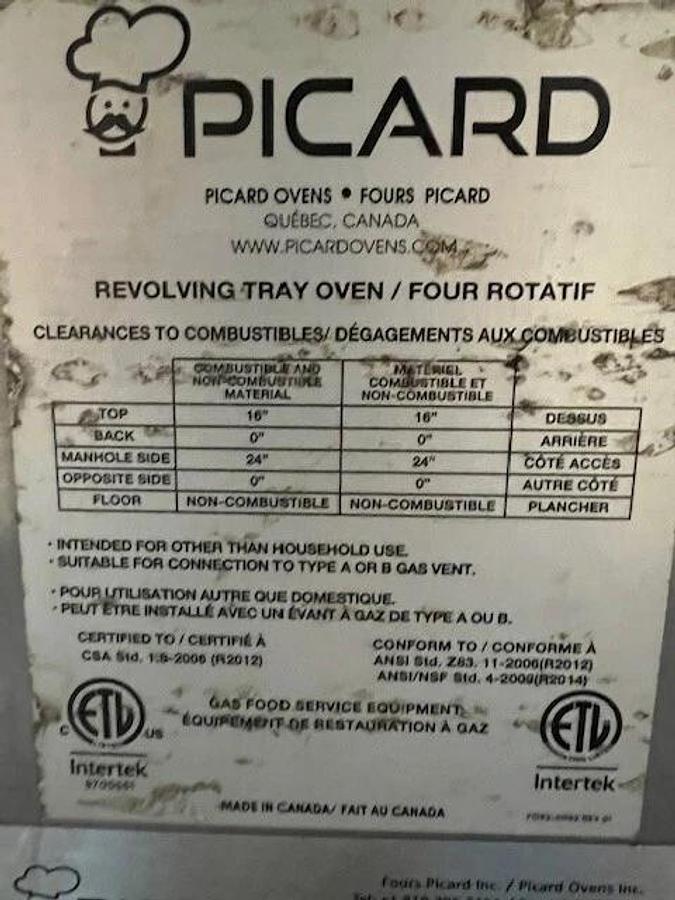 PICARD
PICARD OVENS • FOURS PICARD
QUÉBEC, CANADA
WWW.PICARDOVENS.COM
REVOLVING TRAY OVEN / FOUR ROTATIF
CLEARANCES TO COMBUSTIBLES/ DÉGAGEMENTS AUX COMBUSTIBLES
COMBUSTIBLE AND NON-COMBUSTIBLE MATERIAL MATÉRIEL COMBUSTIBLE ET NON-COMBUSTIBLE
TOP 16" 16" DESSUS
BACK 0" 0" ARRIÈRE
MANHOLE SIDE 24" 24" CÔTÉ ACCÈS
OPPOSITE SIDE 0" 0" AUTRE CÔTÉ
FLOOR NON-COMBUSTIBLE NON-COMBUSTIBLE PLANCHER
· INTENDED FOR OTHER THAN HOUSEHOLD USE.
· SUITABLE FOR CONNECTION TO TYPE A OR B GAS VENT.
· POUR UTILISATION AUTRE QUE DOMESTIQUE.
· PEUT ÊTRE INSTALLÉ AVEC UN ÉVANT À GAZ DE TYPE A OU B.
CERTIFIED TO / CERTIFIÉ À
CSA Std. 1.8-2006 (R2012)
CONFORM TO / CONFORME À
ANSI Std. Z83. 11-2006(R2012)
ANSI/NSF Std. 4-2009(R2014)
C ETL US
Intertek
GAS FOOD SERVICE EQUIPMENT
ÉQUIPEMENT DE RESTAURATION À GAZ
ETL
Intertek
MADE IN CANADA/ FAIT AU CANADA
Fours Picard Inc. / Picard Ovens Inc.